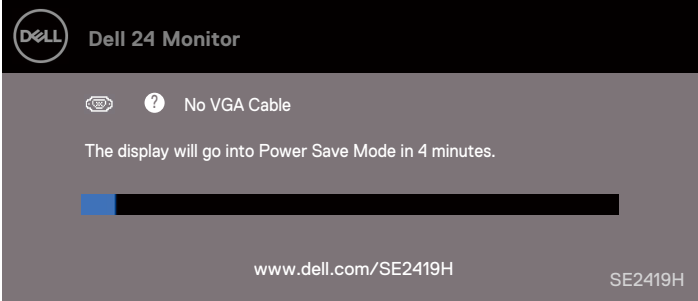 DELL
Dell 24 Monitor
? No VGA Cable
The display will go into Power Save Mode in 4 minutes.
www.dell.com/SE2419H
SE2419H